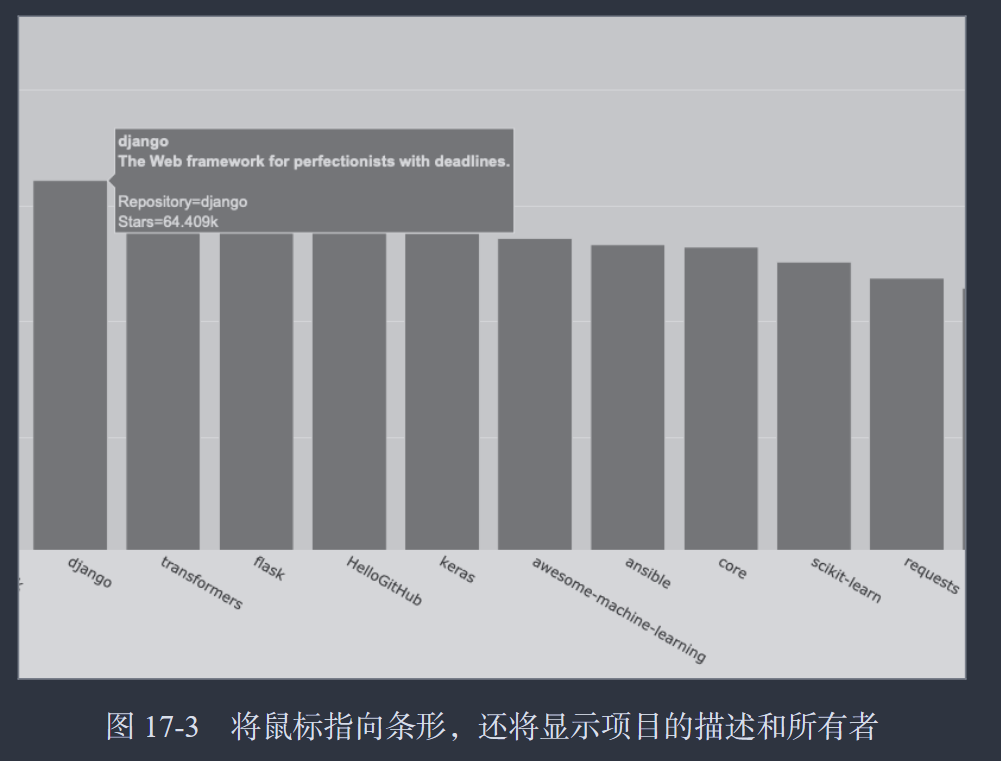 django
The Web framework for perfectionists with deadlines.
Repository=django
Stars=64.409k
django
transformers
flask
HelloGitHub
keras
awesome-machine-learning
ansible
core
scikit-learn
requests
图 17-3 将鼠标指向条形，还将显示项目的描述和所有者